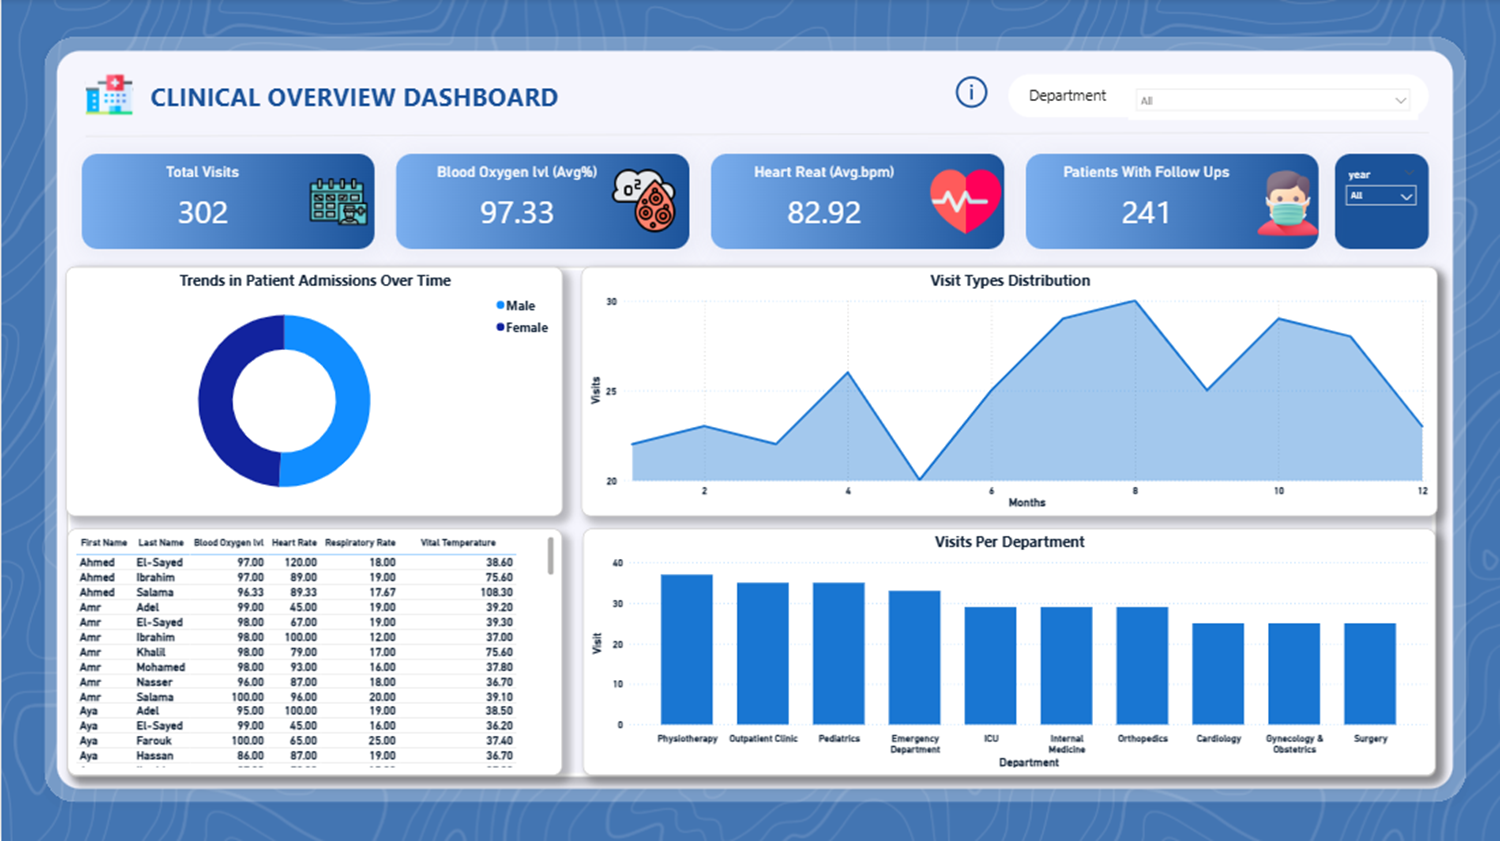 CLINICAL OVERVIEW DASHBOARD
i
Department
All
Total Visits
302
Blood Oxygen lvl (Avg%)
97.33
O2
Heart Reat (Avg.bpm)
82.92
Patients With Follow Ups
241
year
All
Trends in Patient Admissions Over Time
Male
Female
Visit Types Distribution
30
25
20
Visits
2 4 6 8 10 12
Months
First Name Last Name Blood Oxygen lvl Heart Rate Respiratory Rate Vital Temperature
Ahmed El-Sayed 97.00 120.00 18.00 38.60
Ahmed Ibrahim 97.00 89.00 19.00 75.60
Ahmed Salama 96.33 89.33 17.67 108.30
Amr Adel 99.00 45.00 19.00 39.20
Amr El-Sayed 98.00 67.00 19.00 39.30
Amr Ibrahim 98.00 100.00 12.00 37.00
Amr Khalil 98.00 79.00 17.00 75.60
Amr Mohamed 98.00 93.00 16.00 37.80
Amr Nasser 96.00 87.00 18.00 36.70
Amr Salama 100.00 96.00 20.00 39.10
Aya Adel 95.00 100.00 19.00 38.50
Aya El-Sayed 99.00 45.00 16.00 36.20
Aya Farouk 100.00 65.00 25.00 37.40
Aya Hassan 86.00 87.00 19.00 36.70
Visits Per Department
40
30
20
10
0
Visit
Physiotherapy
Outpatient Clinic
Pediatrics
Emergency
Department
ICU
Internal
Medicine
Orthopedics
Cardiology
Gynecology &
Obstetrics
Surgery
Department